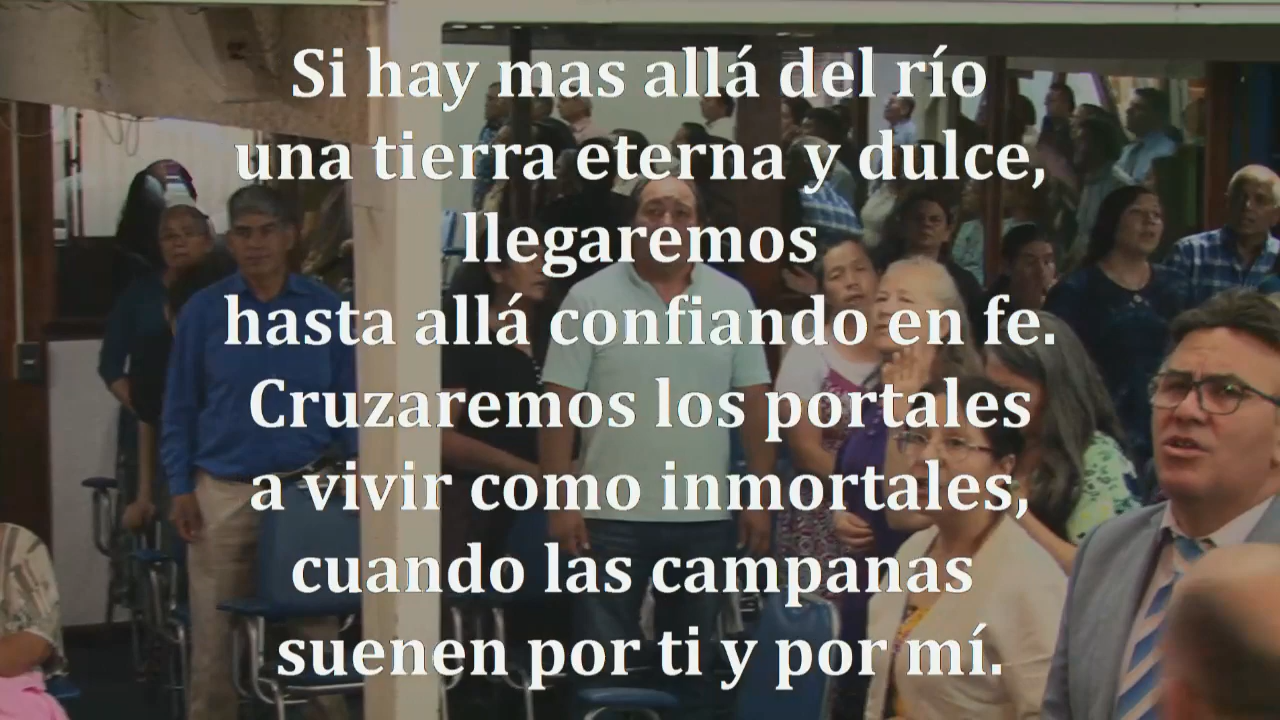 Si hay mas allá del río
una tierra eterna y dulce,
llegaremos
hasta allá confiando en fe.
Cruzaremos los portales
a vivir como inmortales,
cuando las campanas
suenen por ti y por mí.